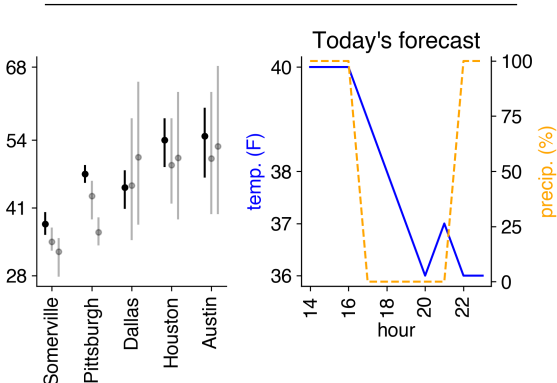 68
54
41
28
Somerville
Pittsburgh
Dallas
Houston
Austin
Today's forecast
temp. (F)
40
38
37
36
14
16
18
20
22
hour
100
75
50
25
0
precip. (%)